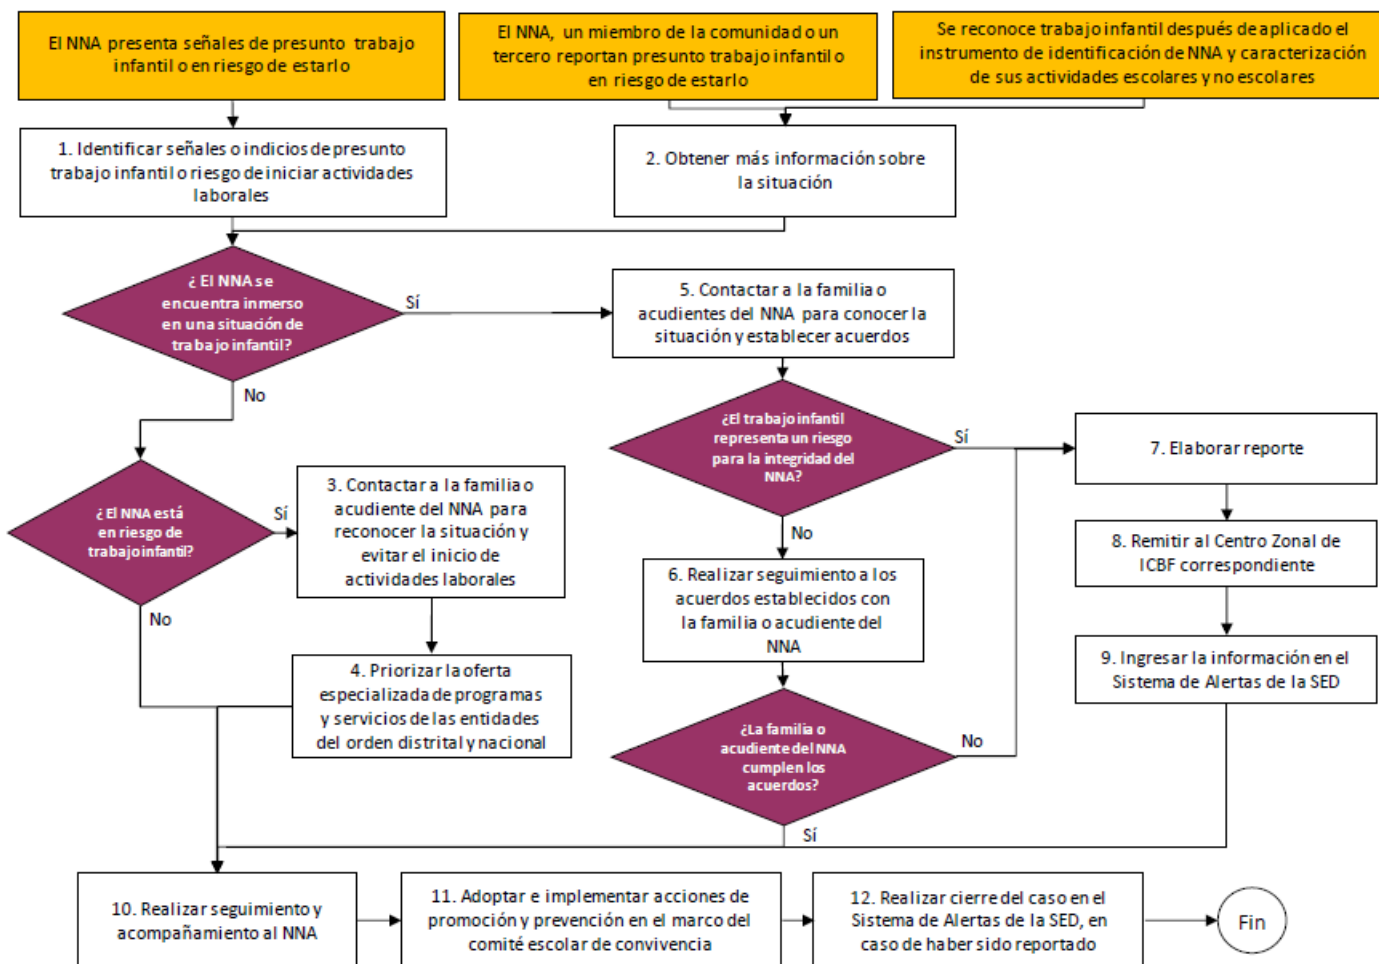 El NNA presenta señales de presunto trabajo
infantil o en riesgo de estarlo
El NNA, un miembro de la comunidad o un
tercero reportan presunto trabajo infantil o
en riesgo de estarlo
Se reconoce trabajo infantil después de aplicado el
instrumento de identificación de NNA y caracterización
de sus actividades escolares y no escolares
1. Identificar señales o indicios de presunto
trabajo infantil o riesgo de iniciar actividades
laborales
2. Obtener más información sobre
la situación
¿ El NNA se
encuentra inmerso
en una situación de
trabajo infantil?
Sí
No
5. Contactar a la familia o
acudientes del NNA para conocer la
situación y establecer acuerdos
¿El trabajo infantil
representa un riesgo
para la integridad del
NNA?
Sí
No
7. Elaborar reporte
¿ El NNA está
en riesgo de
trabajo infantil?
Sí
No
3. Contactar a la familia o
acudiente del NNA para
reconocer la situación y
evitar el inicio de
actividades laborales
8. Remitir al Centro Zonal de
ICBF correspondiente
6. Realizar seguimiento a los
acuerdos establecidos con
la familia o acudiente del
NNA
9. Ingresar la información en el
Sistema de Alertas de la SED
4. Priorizar la oferta
especializada de programas
y servicios de las entidades
del orden distrital y nacional
¿La familia o
acudiente del NNA
cumplen los
acuerdos?
No
Sí
10. Realizar seguimiento y
acompañamiento al NNA
11. Adoptar e implementar acciones de
promoción y prevención en el marco del
comité escolar de convivencia
12. Realizar cierre del caso en el
Sistema de Alertas de la SED, en
caso de haber sido reportado
Fin